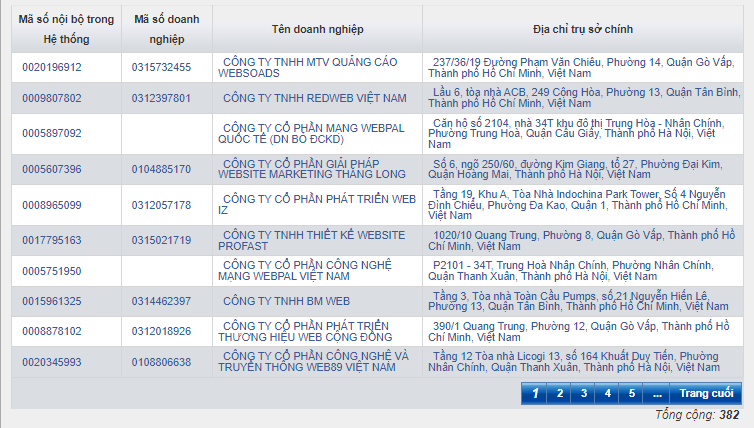 Mã số nội bộ trong Hệ thống
Mã số doanh nghiệp
Tên doanh nghiệp
Địa chỉ trụ sở chính
0020196912
0315732455
CÔNG TY TNHH MTV QUẢNG CÁO
WEBSOADS
237/36/19 Đường Phạm Văn Chiêu, Phường 14, Quận Gò Vấp,
Thành phố Hồ Chí Minh, Việt Nam
0009807802
0312397801
CÔNG TY TNHH REDWEB VIỆT NAM
Lầu 6, tòa nhà ACB, 249 Cộng Hòa, Phường 13, Quận Tân Bình,
Thành phố Hồ Chí Minh, Việt Nam
0005897092
CÔNG TY CỔ PHẦN MẠNG WEBPAL
QUỐC TẾ (DN BỎ ĐCKD)
Căn hộ số 2104, nhà 34T khu đô thị Trung Hòa - Nhân Chính,
Phường Trung Hoà, Quận Cầu Giấy, Thành phố Hà Nội, Việt
Nam
0005607396
0104885170
CÔNG TY CỔ PHẦN GIẢI PHÁP
WEBSITE MARKETING THĂNG LONG
Số 6, ngõ 250/60, đường Kim Giang, tổ 27, Phường Đại Kim,
Quận Hoàng Mai, Thành phố Hà Nội, Việt Nam
0008965099
0312057178
CÔNG TY CỔ PHẦN PHÁT TRIỂN WEB
IZ
Tầng 19, Khu A, Tòa Nhà Indochina Park Tower, Số 4 Nguyễn
Đình Chiểu, Phường Đa Kao, Quận 1, Thành phố Hồ Chí Minh,
Việt Nam
0017795163
0315021719
CÔNG TY TNHH THIẾT KẾ WEBSITE
PROFAST
1020/10 Quang Trung, Phường 8, Quận Gò Vấp, Thành phố Hồ
Chí Minh, Việt Nam
0005751950
CÔNG TY CỔ PHẦN CÔNG NGHỆ
MẠNG WEBPAL VIỆT NAM
P2101 - 34T, Trung Hoà Nhân Chính, Phường Nhân Chính,
Quận Thanh Xuân, Thành phố Hà Nội, Việt Nam
0015961325
0314462397
CÔNG TY TNHH BM WEB
Tầng 3, Tòa nhà Toàn Cầu Pumps, số 21 Nguyễn Hiến Lê,
Phường 13, Quận Tân Bình, Thành phố Hồ Chí Minh, Việt Nam
0008878102
0312018926
CÔNG TY CỔ PHẦN PHÁT TRIỂN
THƯƠNG HIỆU WEB CỘNG ĐỒNG
390/1 Quang Trung, Phường 12, Quận Gò Vấp, Thành phố Hồ
Chí Minh, Việt Nam
0020345993
0108806638
CÔNG TY CỔ PHẦN CÔNG NGHỆ VÀ
TRUYỀN THÔNG WEB89 VIỆT NAM
Tầng 12 Tòa nhà Licogi 13, số 164 Khuất Duy Tiến, Phường
Nhân Chính, Quận Thanh Xuân, Thành phố Hà Nội, Việt Nam
1 2 3 4 5 ... Trang cuối
Tổng cộng: 382